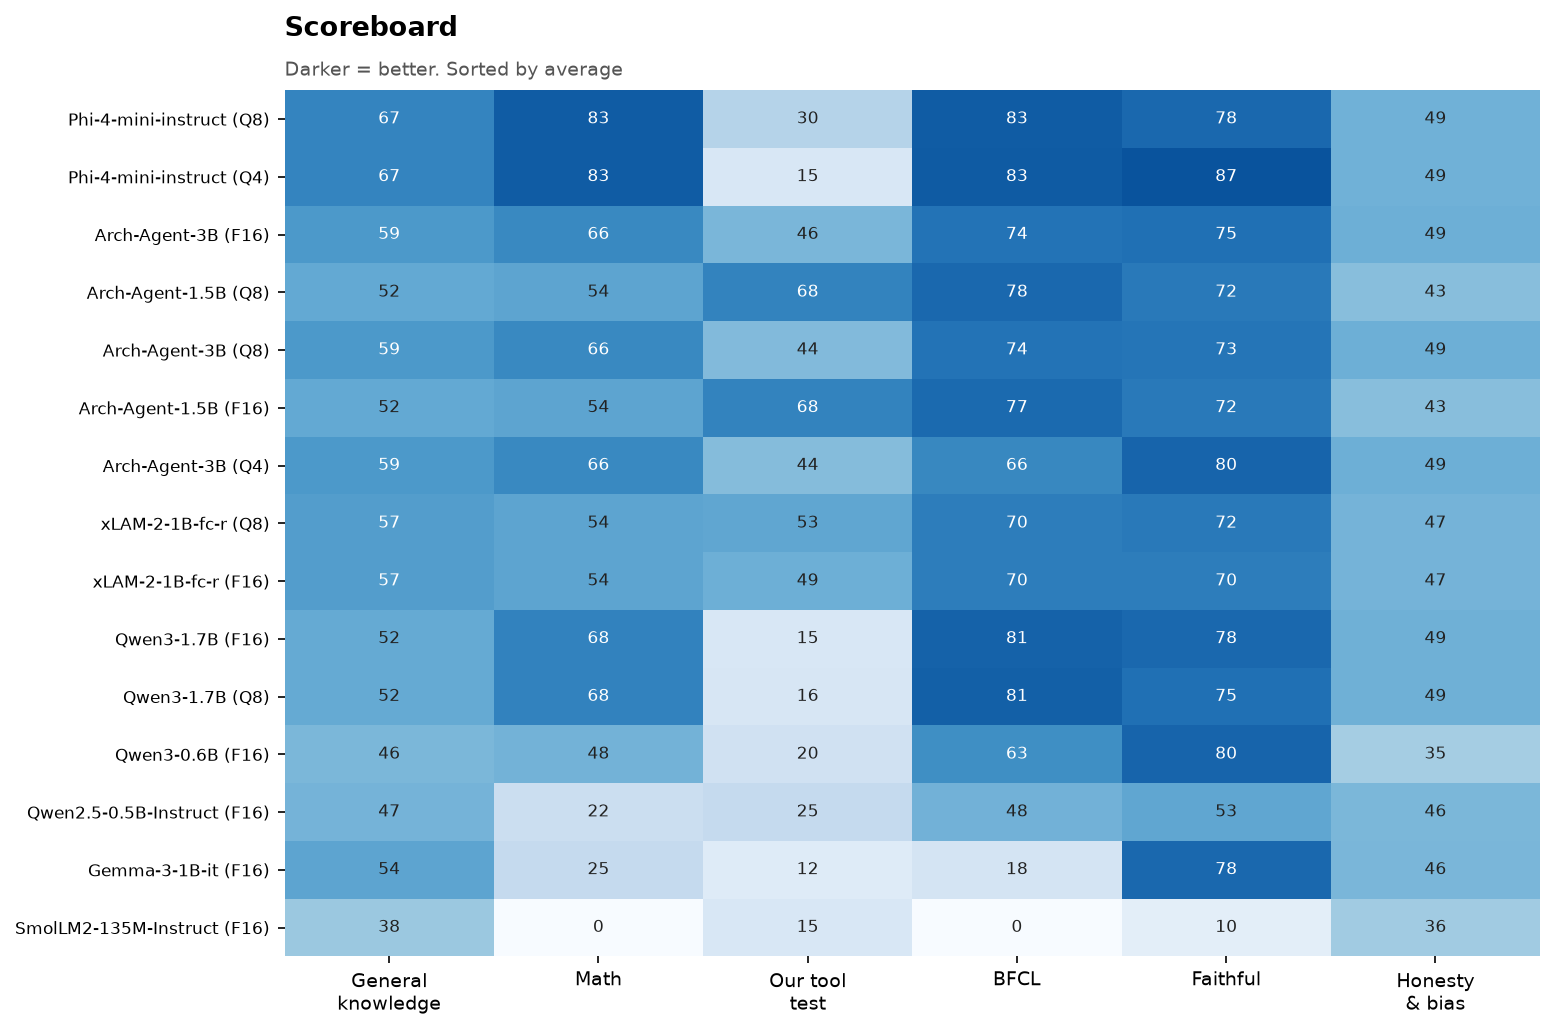 Scoreboard
Darker = better. Sorted by average
Phi-4-mini-instruct (Q8) 67 83 30 83 78 49
Phi-4-mini-instruct (Q4) 67 83 15 83 87 49
Arch-Agent-3B (F16) 59 66 46 74 75 49
Arch-Agent-1.5B (Q8) 52 54 68 78 72 43
Arch-Agent-3B (Q8) 59 66 44 74 73 49
Arch-Agent-1.5B (F16) 52 54 68 77 72 43
Arch-Agent-3B (Q4) 59 66 44 66 80 49
xLAM-2-1B-fc-r (Q8) 57 54 53 70 72 47
xLAM-2-1B-fc-r (F16) 57 54 49 70 70 47
Qwen3-1.7B (F16) 52 68 15 81 78 49
Qwen3-1.7B (Q8) 52 68 16 81 75 49
Qwen3-0.6B (F16) 46 48 20 63 80 35
Qwen2.5-0.5B-Instruct (F16) 47 22 25 48 53 46
Gemma-3-1B-it (F16) 54 25 12 18 78 46
SmolLM2-135M-Instruct (F16) 38 0 15 0 10 36
General Math Our tool BFCL Faithful Honesty
knowledge test & bias